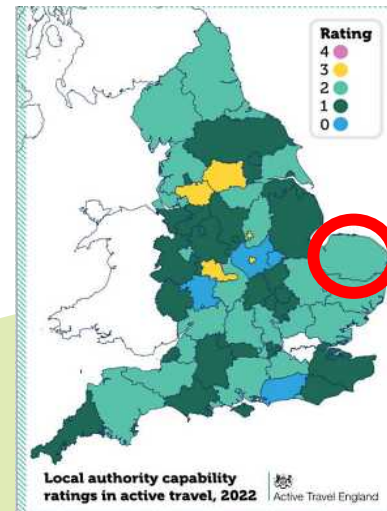 Rating
4
3
2
1
0
Local authority capability
ratings in active travel, 2022
Active Travel England